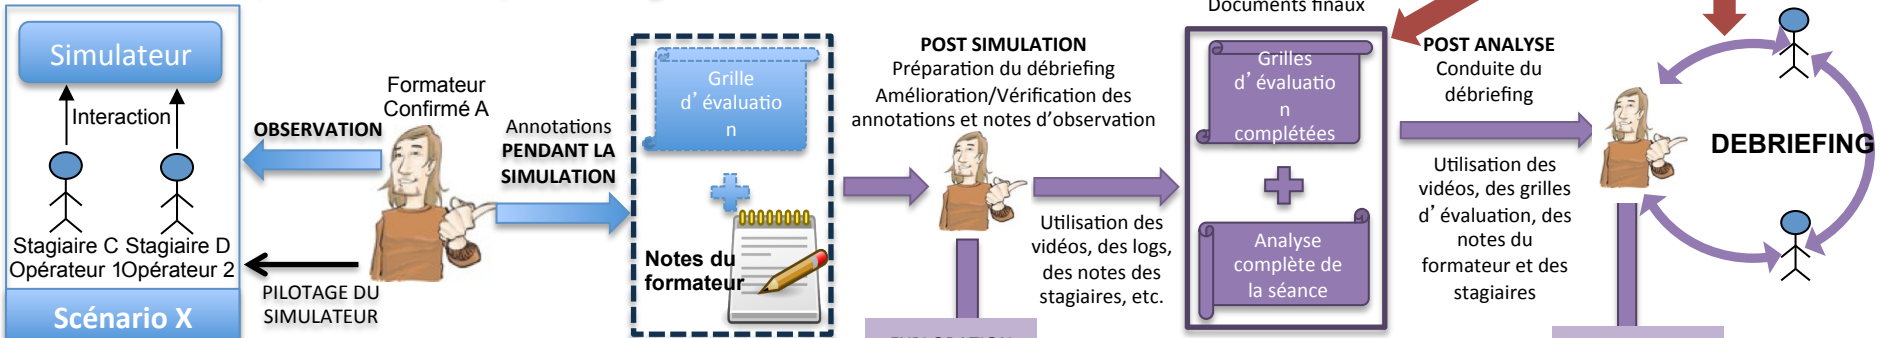 Simulateur
Interaction
Stagiaire C Stagiaire D
Opérateur 1 Opérateur 2
Scénario X
OBSERVATION
Formateur
Confirmé A
PILOTAGE DU
SIMULATEUR
Annotations
PENDANT LA
SIMULATION
Grille
d' évaluatio
n
Notes du
formateur
POST SIMULATION
Préparation du débriefing
Amélioration/Vérification des
annotations et notes d'observation
Utilisation des
vidéos, des logs,
des notes des
stagiaires, etc.
Documents finaux
Grilles
d' évaluatio
n
complétées
Analyse
complète de
la séance
POST ANALYSE
Conduite du
débriefing
Utilisation des
vidéos, des grilles
d' évaluation, des
notes du
formateur et des
stagiaires
DEBRIEFING